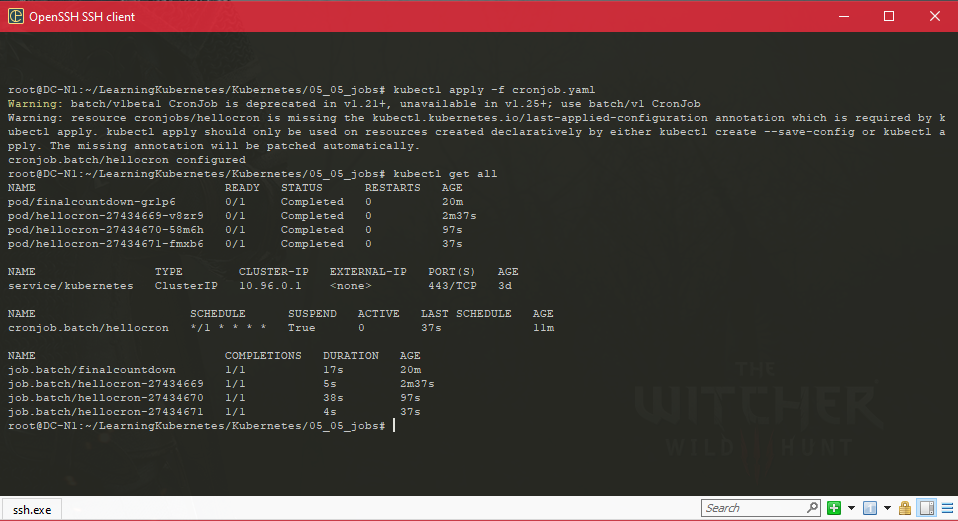 OpenSSH SSH client
root@DC-N1:~/LearningKubernetes/Kubernetes/05_05_jobs# kubectl apply -f cronjob.yaml
Warning: batch/v1beta1 CronJob is deprecated in v1.21+, unavailable in v1.25+; use batch/v1 CronJob
Warning: resource cronjobs/hellocron is missing the kubectl.kubernetes.io/last-applied-configuration annotation which is required by k
ubectl apply. kubectl apply should only be used on resources created declaratively by either kubectl create --save-config or kubectl a
pply. The missing annotation will be patched automatically.
cronjob.batch/hellocron configured
root@DC-N1:~/LearningKubernetes/Kubernetes/05_05_jobs# kubectl get all
NAME READY STATUS RESTARTS AGE
pod/finalcountdown-grlp6 0/1 Completed 0 20m
pod/hellocron-27434669-v8zr9 0/1 Completed 0 2m37s
pod/hellocron-27434670-58m6h 0/1 Completed 0 97s
pod/hellocron-27434671-fmxb6 0/1 Completed 0 37s
NAME TYPE CLUSTER-IP EXTERNAL-IP PORT(S) AGE
service/kubernetes ClusterIP 10.96.0.1 <none> 443/TCP 3d
NAME SCHEDULE SUSPEND ACTIVE LAST SCHEDULE AGE
cronjob.batch/hellocron */1 * * * * True 0 37s 11m
NAME COMPLETIONS DURATION AGE
job.batch/finalcountdown 1/1 17s 20m
job.batch/hellocron-27434669 1/1 5s 2m37s
job.batch/hellocron-27434670 1/1 38s 97s
job.batch/hellocron-27434671 1/1 4s 37s
root@DC-N1:~/LearningKubernetes/Kubernetes/05_05_jobs#
THE
WITCHER
WILD HUNT
ssh.exe
Search